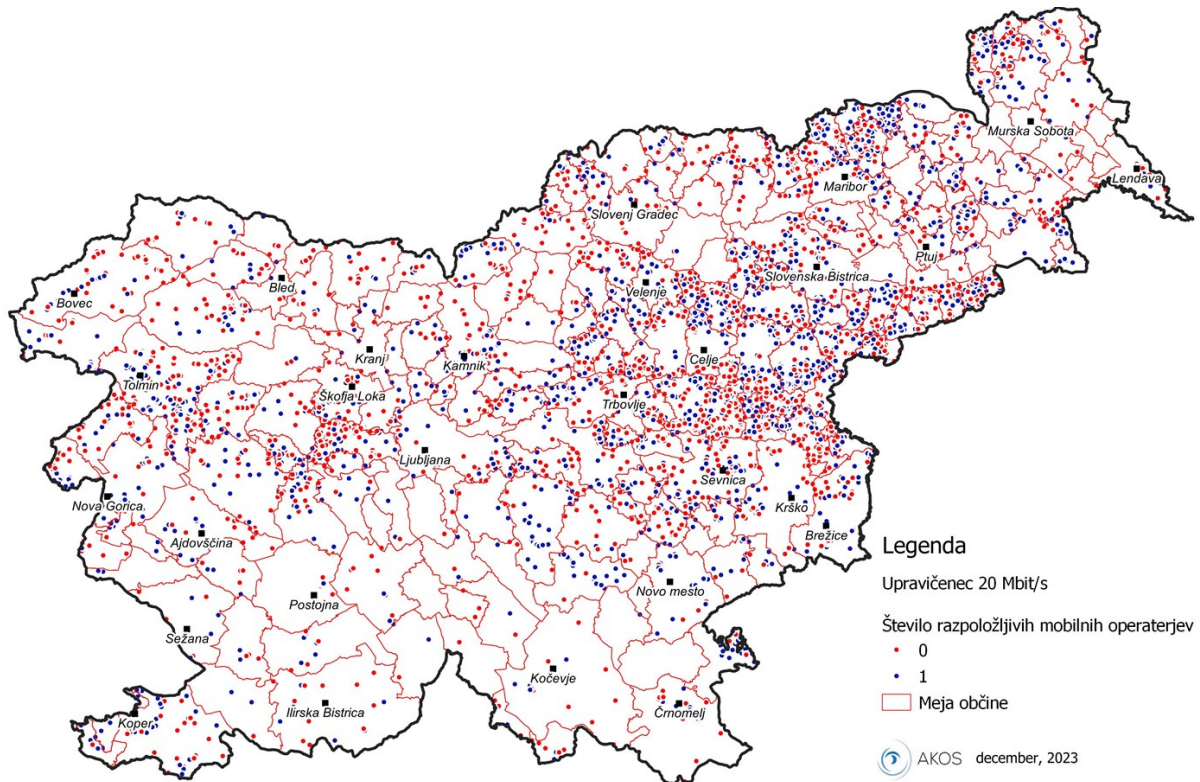 Murska Sobota
Lendava
Maribor
Slovenj Gradec
Ptuj
Slovenska Bistrica
Velenje
Bled
Bovec
Kranj
Kamnik
Celje
Tolmin
Škofja Loka
Trbovlje
Ljubljana
Sevnica
Nova Gorica
Krško
Ajdovščina
Brežice
Novo mesto
Postojna
Sežana
Kočevje
Koper
Ilirska Bistrica
Črnomelj
Legenda
Upravičenec 20 Mbit/s
Število razpoložljivih mobilnih operaterjev
0
1
Meja občine
AKOS december, 2023